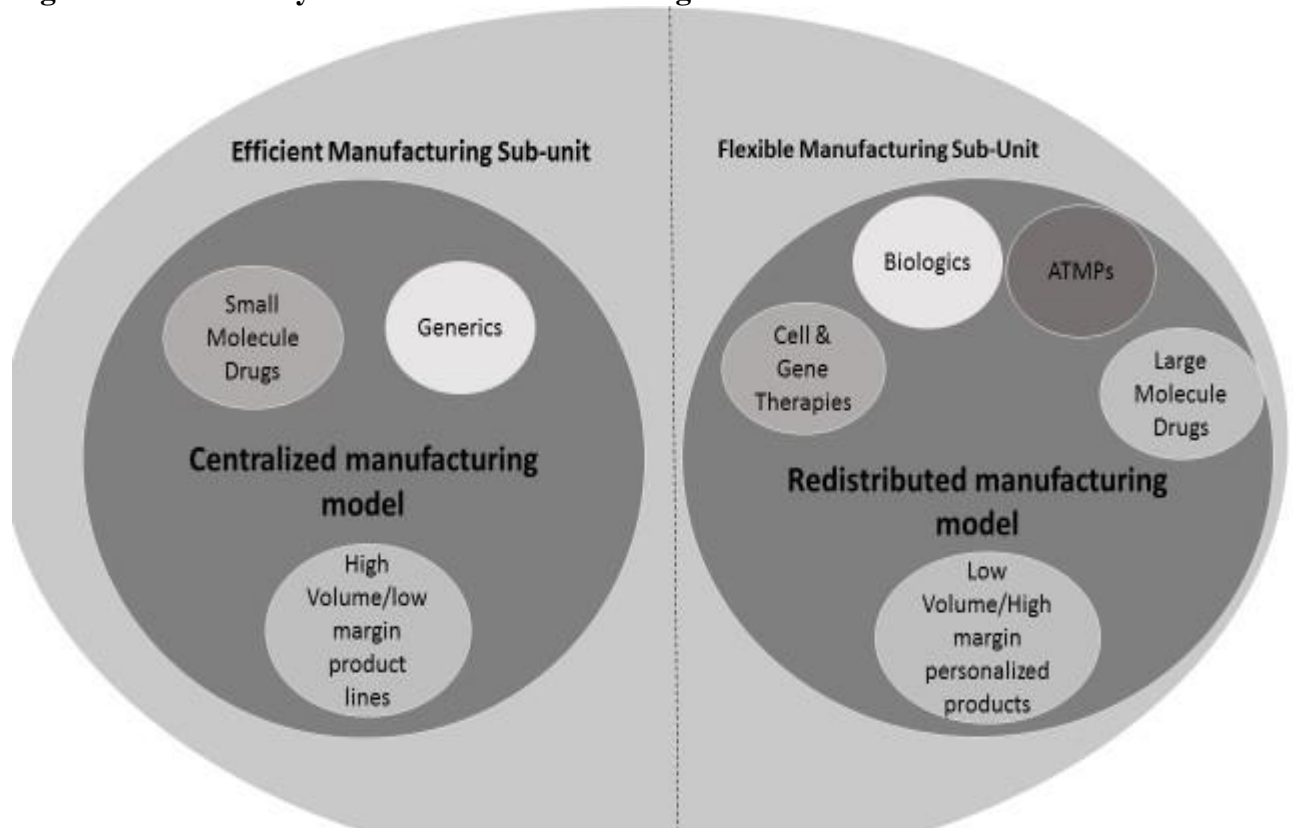 Efficient Manufacturing Sub-unit
Flexible Manufacturing Sub-Unit
Small
Molecule
Drugs
Generics
Centralized manufacturing
model
High
Volume/low
margin
product
lines
Biologics
ATMPs
Cell &
Gene
Therapies
Large
Molecule
Drugs
Redistributed manufacturing
model
Low
Volume/High
margin
personalized
products